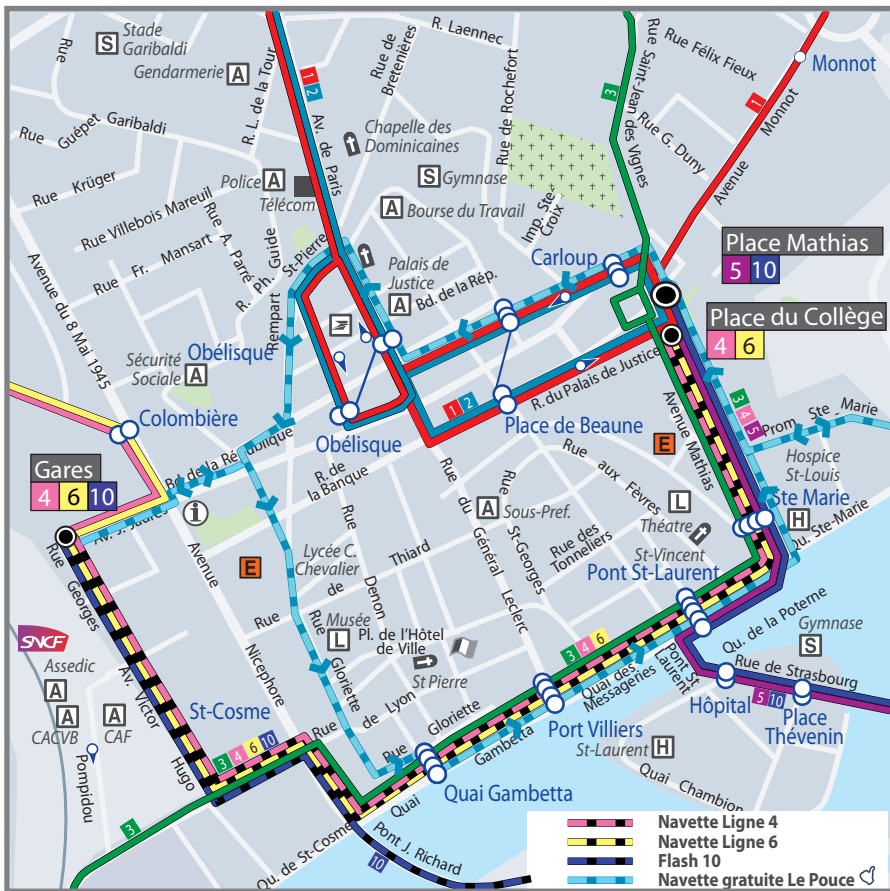 Stade
Garibaldi
S
Gendarmerie
A
Rue
Rue Guépet Garibaldi
R. L. de la Tour
Rue de
Bretenières
R. Laennec
Rue de Rochefort
Rue Saint-Jean des Vignes
Rue Félix Fieux
Monnot
Rue G. Duny
Avenue Monnot
1
3
1
2
Av. de Paris
Chapelle des
Dominicaines
S
Gymnase
A
Bourse du Travail
Imp. Ste-
Croix
Police
A
Télécom
Rue Krüger
Rue Villebois Mareuil
Rue Fr. Mansart
Rue A. Parré
R. Ph. Guide
St-Pierre
Rempart
Avenue du 8 Mai 1945
Palais de
Justice
A
Bd. de la Rép.
Carloup
Place Mathias
5 10
Place du Collège
4 6
Obélisque
Sécurité
Sociale
A
Colombière
Obélisque
1 2
R. du Palais de Justice
Place de Beaune
Avenue Mathias
3
4
5
Prom Ste-Marie
Hospice
St-Louis
H
Ste Marie
Qu. Ste-Marie
Gares
4 6 10
Bd. de la République
R. de
la Banque
Av. J. Jaurès
i
E
E
Rue
aux
Fèvres
L
Théatre
St-Vincent
A
Sous-Pref.
Rue
St-Georges
Rue des
Tonneliers
Rue du Général Leclerc
Lycée C.
Chevalier
Rue de Thiard
Rue Denon
Musée
L
Pl. de l'Hôtel
de Ville
St Pierre
Rue Gloriette
Pont St-Laurent
Qu. de la Poterne
Gymnase
S
Rue de Strasbourg
Pont St-
Laurent
Hôpital
5 10
Place
Thévenin
3 4 6
Quai des
Messageries
Port Villiers
St-Laurent
H
Quai Chambion
Rue Georges
SNCF
Assedic
A
A
CACVB
A
CAF
Pompidou
Av. Victor Hugo
Avenue Nicephore
St-Cosme
3 4 6 10
Rue de Lyon
Rue Gloriette
Quai Gambetta
Quai Gambetta
3
Qu. de St-Cosme
Pont J. Richard
10
Navette Ligne 4
Navette Ligne 6
Flash 10
Navette gratuite Le Pouce